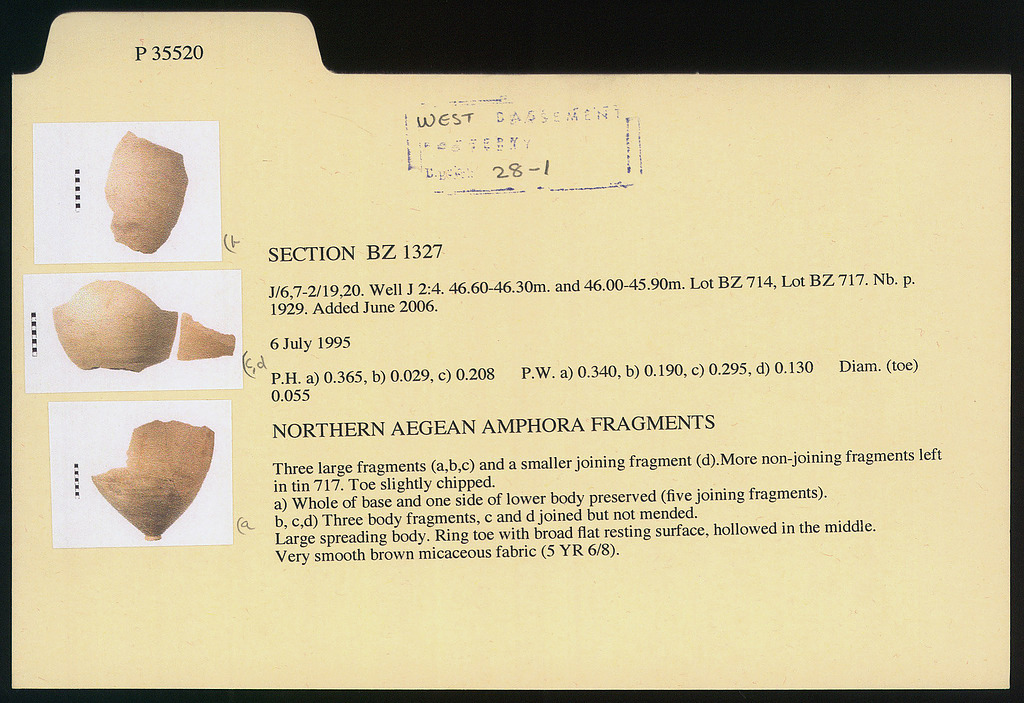 P 35520
WEST BASSEMENT
28-1
(b
(c,d
(a
SECTION BZ 1327
J/6,7-2/19,20. Well J 2:4. 46.60-46.30m. and 46.00-45.90m. Lot BZ 714, Lot BZ 717. Nb. p.
1929. Added June 2006.
6 July 1995
P.H. a) 0.365, b) 0.029, c) 0.208 P.W. a) 0.340, b) 0.190, c) 0.295, d) 0.130 Diam. (toe)
0.055
NORTHERN AEGEAN AMPHORA FRAGMENTS
Three large fragments (a,b,c) and a smaller joining fragment (d).More non-joining fragments left
in tin 717. Toe slightly chipped.
a) Whole of base and one side of lower body preserved (five joining fragments).
b, c,d) Three body fragments, c and d joined but not mended.
Large spreading body. Ring toe with broad flat resting surface, hollowed in the middle.
Very smooth brown micaceous fabric (5 YR 6/8).